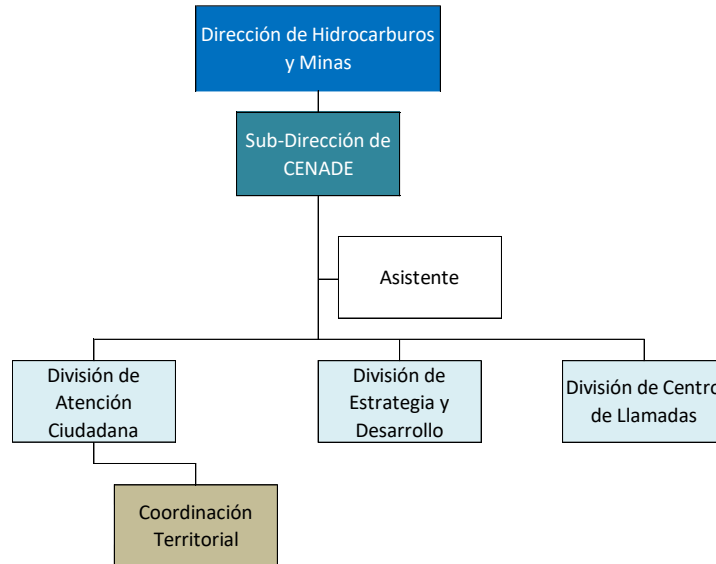 Dirección de Hidrocarburos
y Minas
Sub-Dirección de
CENADE
Asistente
División de
Atención
Ciudadana
División de
Estrategia y
Desarrollo
División de Centro
de Llamadas
Coordinación
Territorial